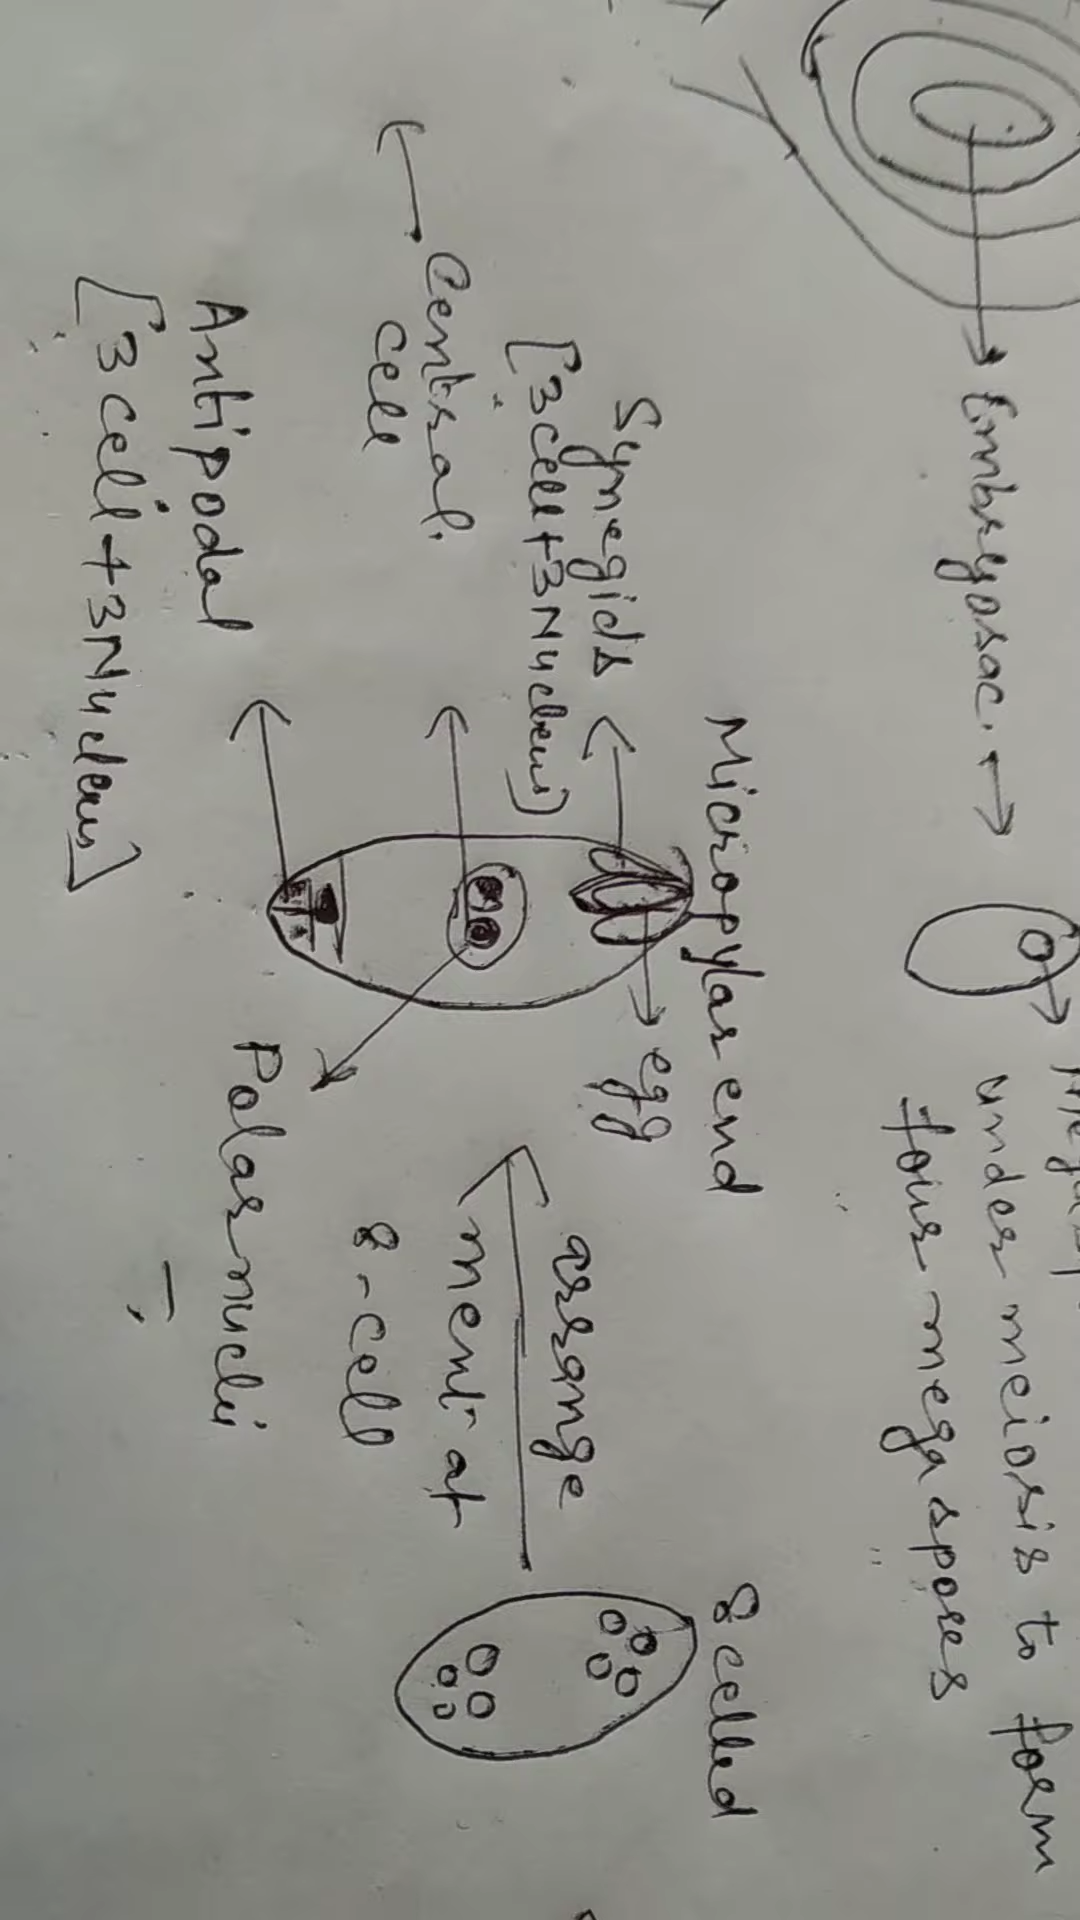 Embryosac.
under meiosis to form
four megaspores
Micropylar end
8 celled
egg
Synegids
[3 cell + 3 Nucleus]
arrange
ment at
8-cell
Central
cell
Polar nuclei
Antipodal
[3 cell + 3 Nucleus]